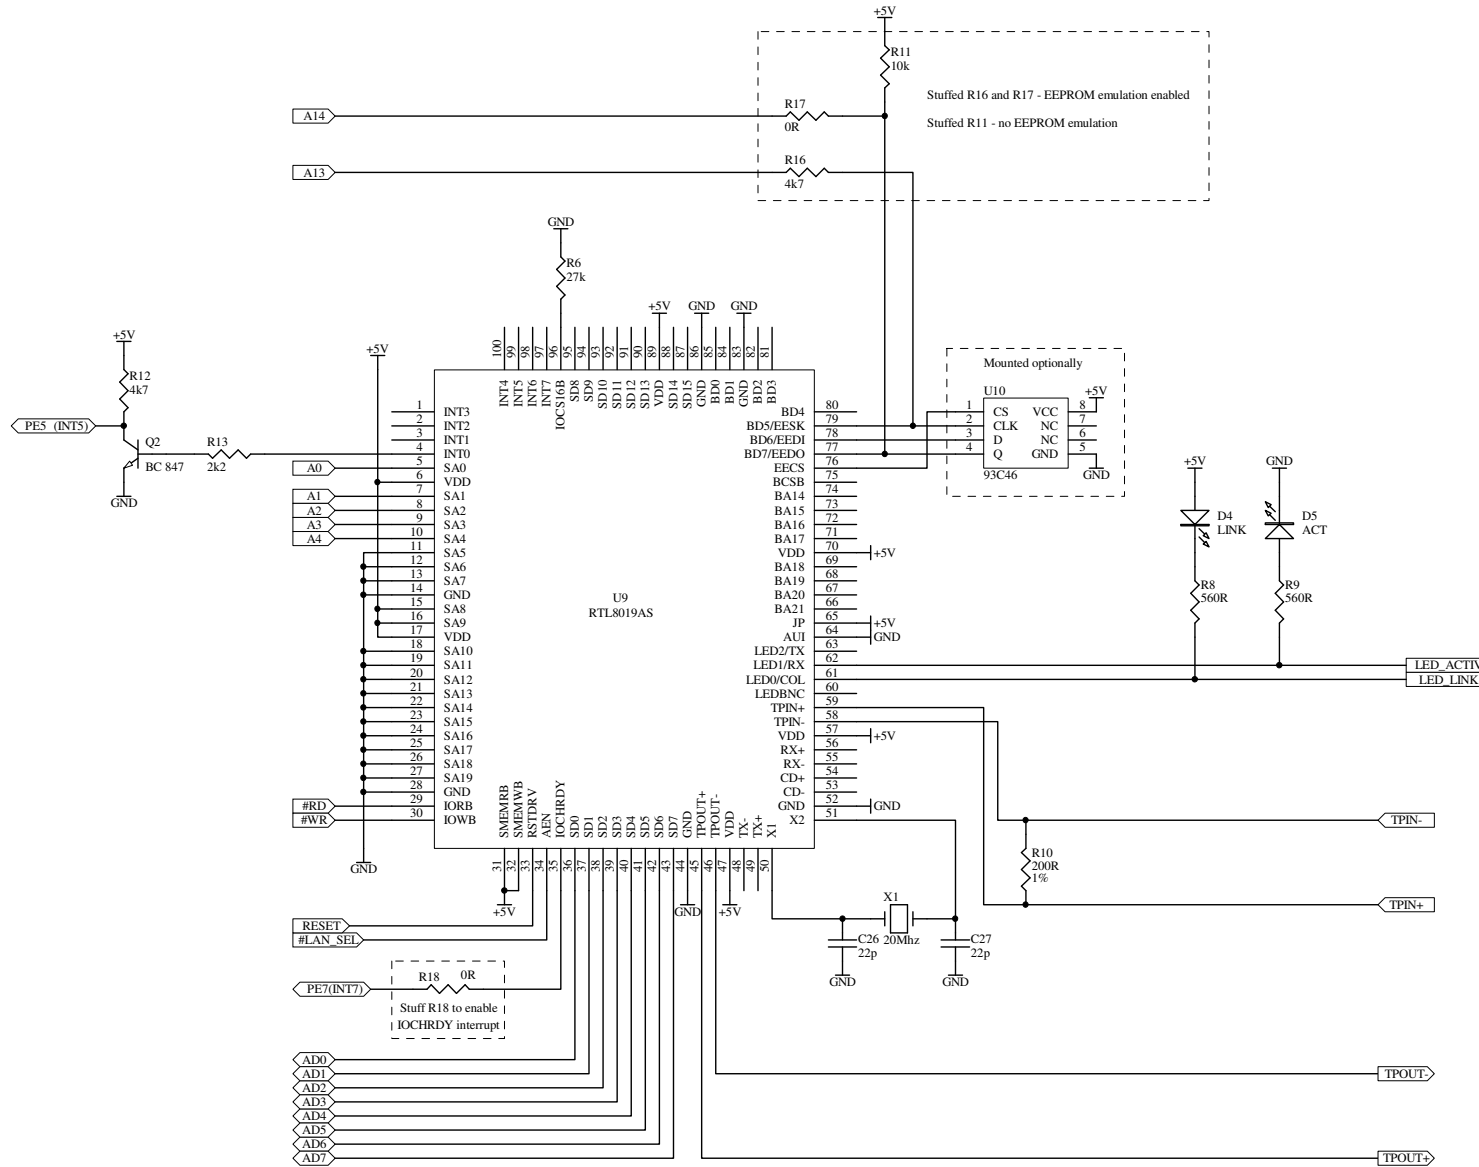 +5V
R11
10k
Stuffed R16 and R17 - EEPROM emulation enabled
Stuffed R11 - no EEPROM emulation
A14
R17
0R
A13
R16
4k7
GND
R6
27k
+5V
GND
GND
100
99
98
97
96
95
94
93
92
91
90
89
88
87
86
85
84
83
82
81
INT4
INT5
INT6
INT7
IOCS16B
SD8
SD9
SD10
SD11
SD12
SD13
VDD
SD14
SD15
GND
BD0
BD1
GND
BD2
BD3
+5V
R12
4k7
PE5 (INT5)
Q2
BC 847
R13
2k2
GND
+5V
A0
A1
A2
A3
A4
1 INT3
2 INT2
3 INT1
4 INT0
5 SA0
6 VDD
7 SA1
8 SA2
9 SA3
10 SA4
11 SA5
12 SA6
13 SA7
14 GND
15 SA8
16 SA9
17 VDD
18 SA10
19 SA11
20 SA12
21 SA13
22 SA14
23 SA15
24 SA16
25 SA17
26 SA18
27 SA19
28 GND
29 IORB
30 IOWB
#RD
#WR
GND
U9
RTL8019AS
BD4 80
BD5/EESK 79
BD6/EEDI 78
BD7/EEDO 77
EECS 76
BCSB 75
BA14 74
BA15 73
BA16 72
BA17 71
VDD 70 +5V
BA18 69
BA19 68
BA20 67
BA21 66
JP 65 +5V
AUI 64 GND
LED2/TX 63
LED1/RX 62
LED0/COL 61
LEDBNC 60
TPIN+ 59
TPIN- 58
VDD 57 +5V
RX+ 56
RX- 55
CD+ 54
CD- 53
GND 52 GND
X2 51
Mounted optionally
U10
+5V
1 CS VCC 8
2 CLK NC 7
3 D NC 6
4 Q GND 5
93C46
GND
+5V
GND
D4
LINK
D5
ACT
R8
560R
R9
560R
LED_ACTIV
LED_LINK
SMEMRB
SMEMWB
RSTDRV
AEN
IOCHRDY
SD0
SD1
SD2
SD3
SD4
SD5
SD6
SD7
GND
TPOUT+
TPOUT-
VDD
TX-
TX+
X1
31
32
33
34
35
36
37
38
39
40
41
42
43
44
45
46
47
48
49
50
+5V
GND
+5V
TPIN-
R10
200R
1%
TPIN+
RESET
#LAN_SEL
X1
20Mhz
C26
22p
C27
22p
GND
GND
PE7(INT7)
R18
0R
Stuff R18 to enable
IOCHRDY interrupt
AD0
AD1
AD2
AD3
AD4
AD5
AD6
AD7
TPOUT-
TPOUT+